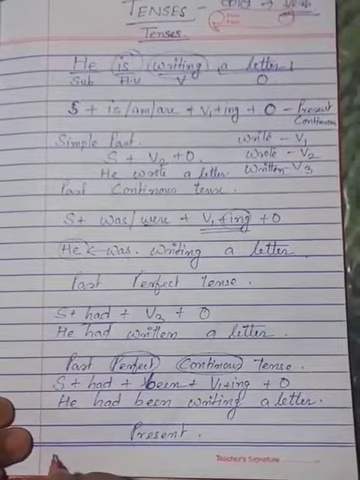 TENSES -
Tenses.
He is writing a letter.
Sub H.V V O
S + is/am/are + V1+ing + O - Present Continuous
Simple Past. write - V1
S + V2 + O. wrote - V2
He wrote a letter written - V3
Past Continous tense.
S + was/were + V1+ing + O
He was writing a letter.
Past Perfect Tense.
S + had + V3 + O
He had written a letter.
Past Perfect Continous tense.
S + had + been + V1+ing + O
He had been writing a letter.
Present.
Teacher's Signature